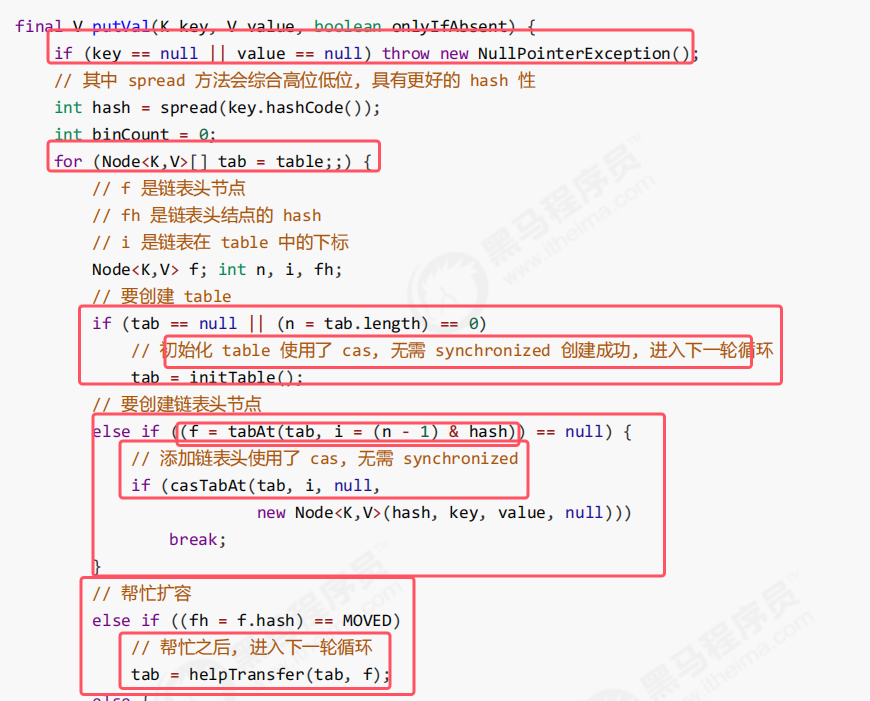 final V putVal(K key, V value, boolean onlyIfAbsent) {
if (key == null || value == null) throw new NullPointerException();
// 其中 spread 方法会综合高位低位, 具有更好的 hash 性
int hash = spread(key.hashCode());
int binCount = 0;
for (Node<K,V>[] tab = table;;) {
// f 是链表头节点
// fh 是链表头结点的 hash
// i 是链表在 table 中的下标
Node<K,V> f; int n, i, fh;
// 要创建 table
if (tab == null || (n = tab.length) == 0)
// 初始化 table 使用了 cas, 无需 synchronized 创建成功, 进入下一轮循环
tab = initTable();
// 要创建链表头节点
else if ((f = tabAt(tab, i = (n - 1) & hash)) == null) {
// 添加链表头使用了 cas, 无需 synchronized
if (casTabAt(tab, i, null,
new Node<K,V>(hash, key, value, null)))
break;
}
// 帮忙扩容
else if ((fh = f.hash) == MOVED)
// 帮忙之后, 进入下一轮循环
tab = helpTransfer(tab, f);
else {
黑马程序员
www.itheima.com
黑马程序员